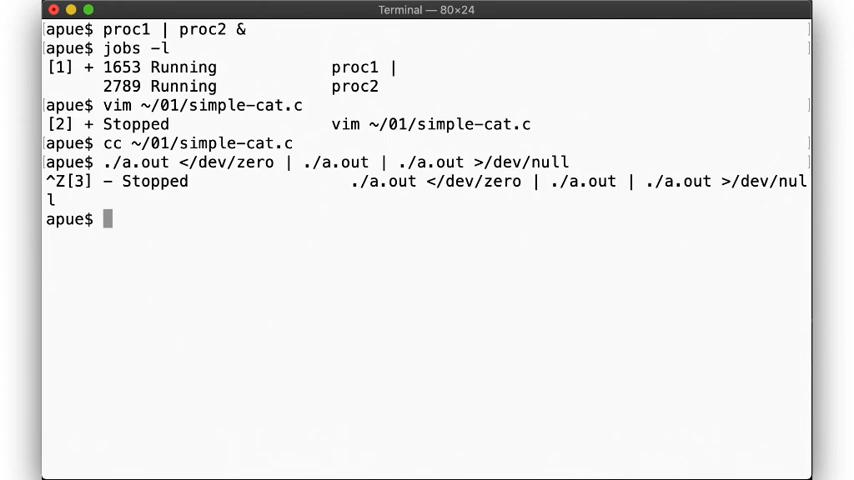 Terminal — 80×24
apue$ proc1 | proc2 &
apue$ jobs -l
[1] + 1653 Running            proc1 |
      2789 Running            proc2
apue$ vim ~/01/simple-cat.c
[2] + Stopped                 vim ~/01/simple-cat.c
apue$ cc ~/01/simple-cat.c
apue$ ./a.out </dev/zero | ./a.out | ./a.out >/dev/null
^Z[3] - Stopped                 ./a.out </dev/zero | ./a.out | ./a.out >/dev/nul
l
apue$